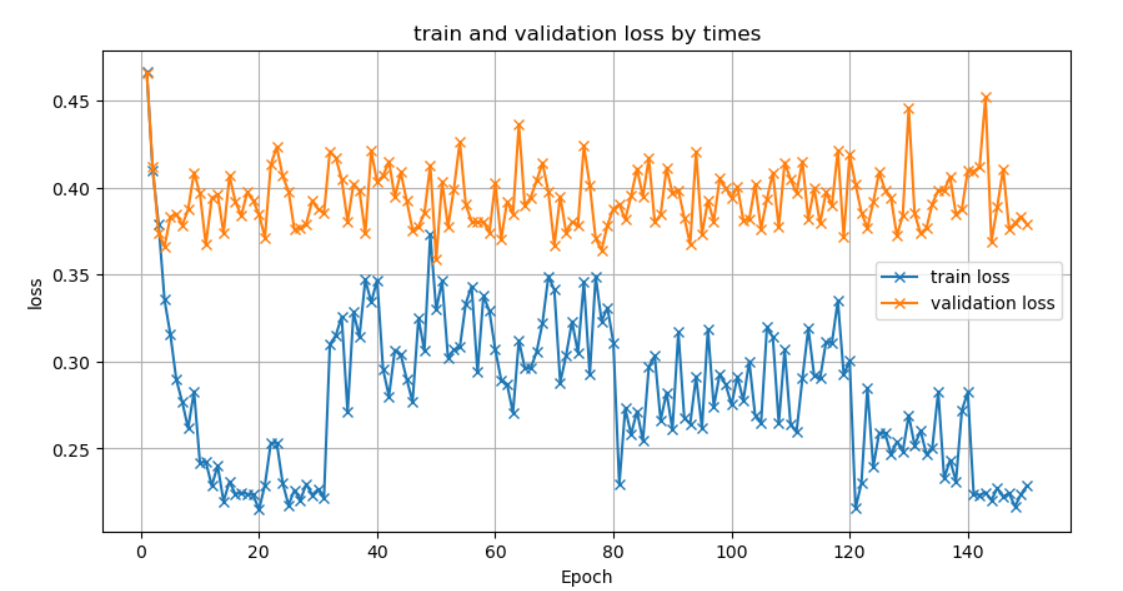 train and validation loss by times
loss
0.45
0.40
0.35
0.30
0.25
train loss
validation loss
0 20 40 60 80 100 120 140
Epoch